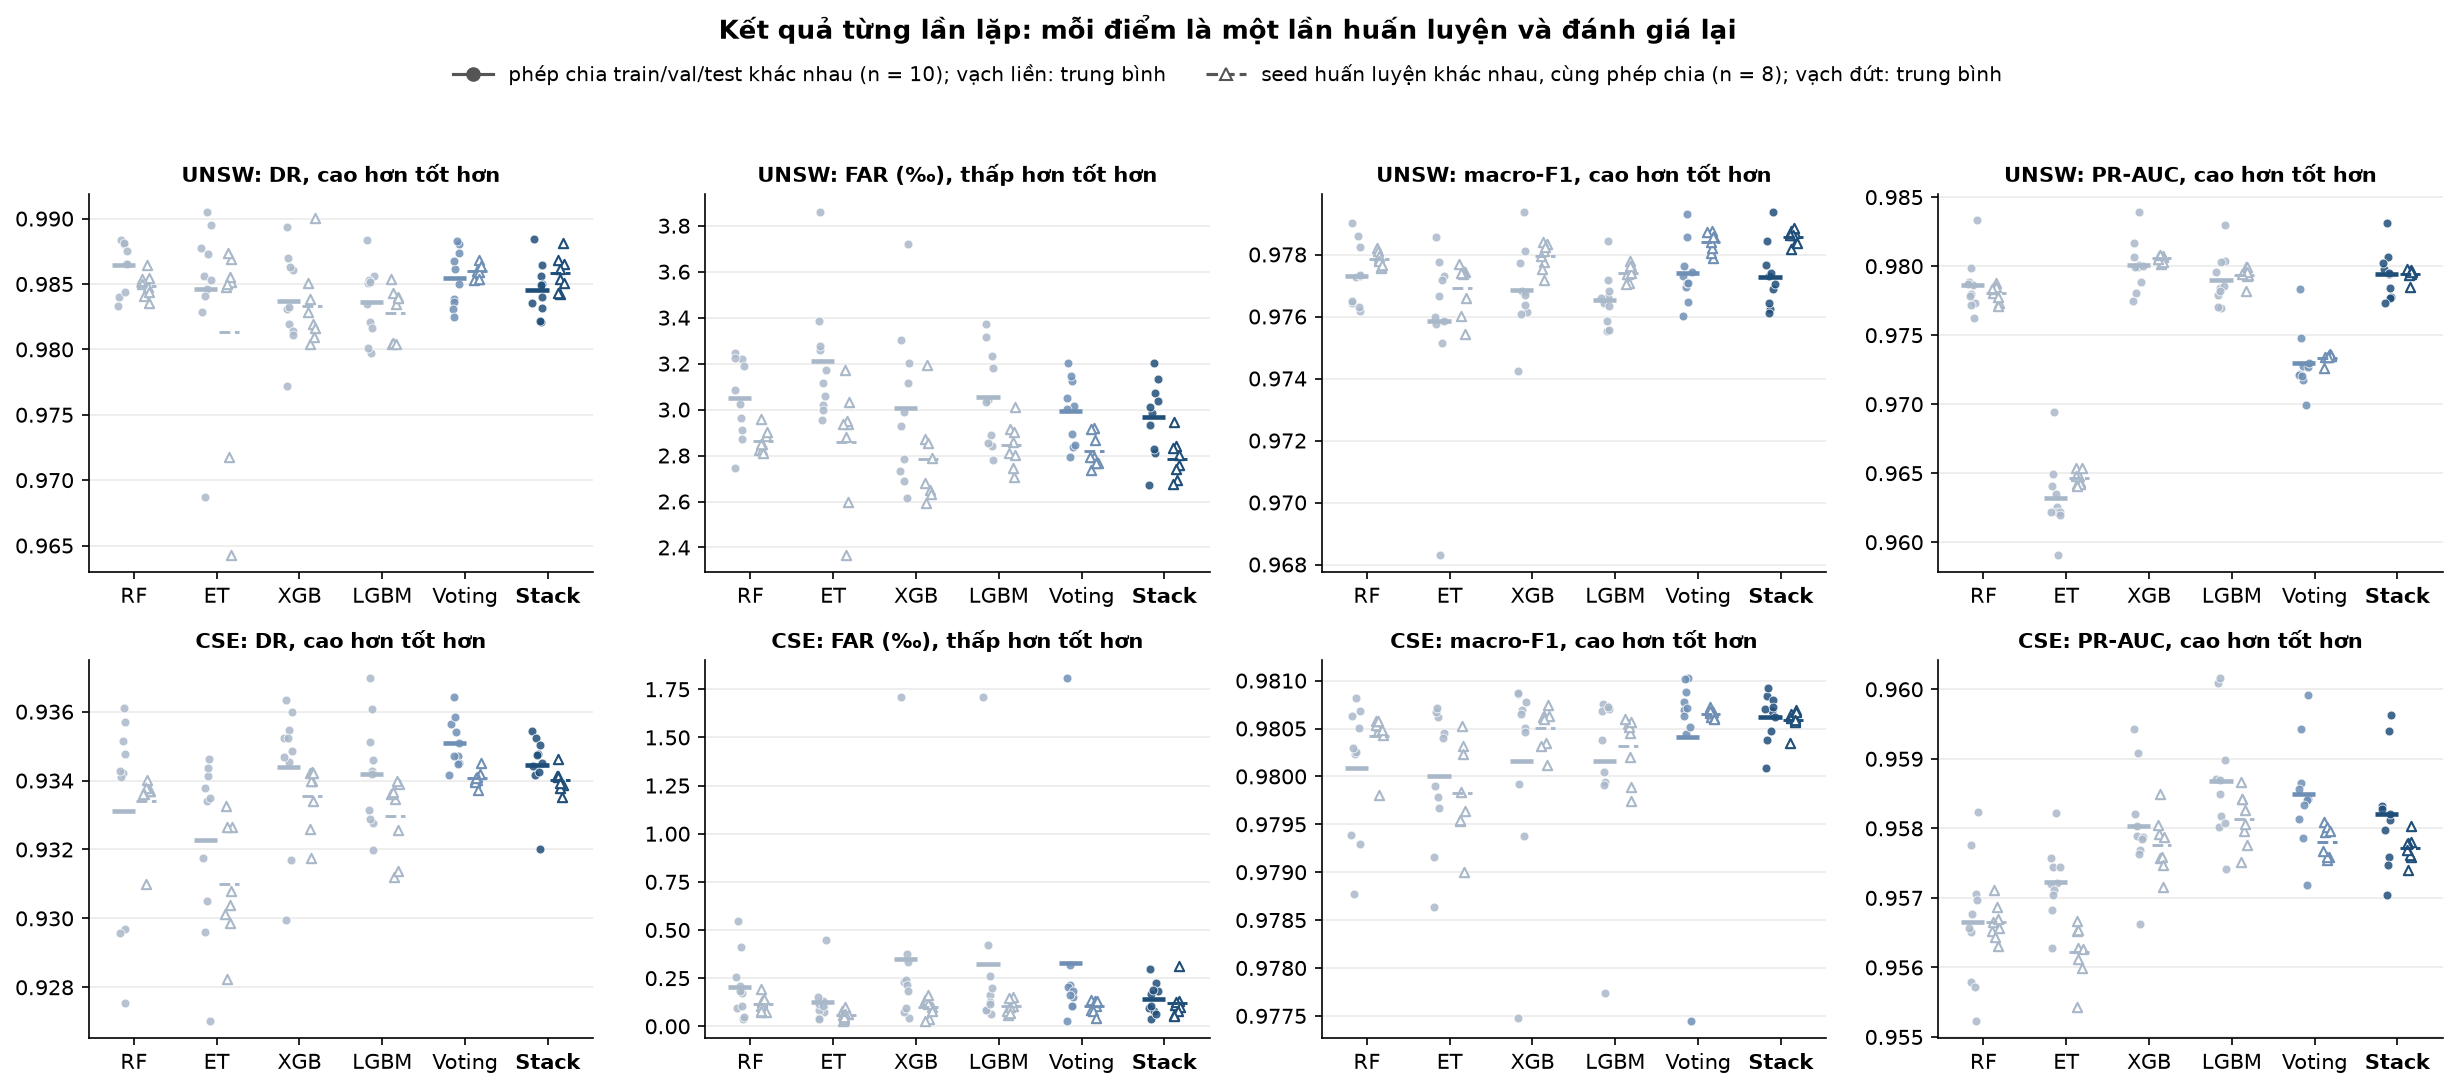 Kết quả từng lần lặp: mỗi điểm là một lần huấn luyện và đánh giá lại
phép chia train/val/test khác nhau (n = 10); vạch liền: trung bình
seed huấn luyện khác nhau, cùng phép chia (n = 8); vạch đứt: trung bình
UNSW: DR, cao hơn tốt hơn
0.990
0.985
0.980
0.975
0.970
0.965
RF ET XGB LGBM Voting Stack
UNSW: FAR (‰), thấp hơn tốt hơn
3.8
3.6
3.4
3.2
3.0
2.8
2.6
2.4
RF ET XGB LGBM Voting Stack
UNSW: macro-F1, cao hơn tốt hơn
0.978
0.976
0.974
0.972
0.970
0.968
RF ET XGB LGBM Voting Stack
UNSW: PR-AUC, cao hơn tốt hơn
0.985
0.980
0.975
0.970
0.965
0.960
RF ET XGB LGBM Voting Stack
CSE: DR, cao hơn tốt hơn
0.936
0.934
0.932
0.930
0.928
RF ET XGB LGBM Voting Stack
CSE: FAR (‰), thấp hơn tốt hơn
1.75
1.50
1.25
1.00
0.75
0.50
0.25
0.00
RF ET XGB LGBM Voting Stack
CSE: macro-F1, cao hơn tốt hơn
0.9810
0.9805
0.9800
0.9795
0.9790
0.9785
0.9780
0.9775
RF ET XGB LGBM Voting Stack
CSE: PR-AUC, cao hơn tốt hơn
0.960
0.959
0.958
0.957
0.956
0.955
RF ET XGB LGBM Voting Stack